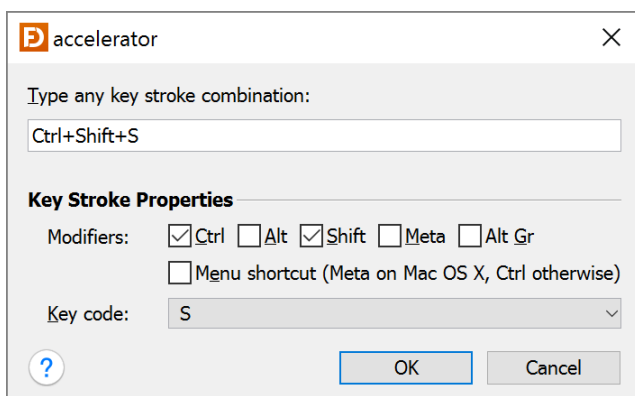 FD accelerator
Type any key stroke combination:
Ctrl+Shift+S
Key Stroke Properties
Modifiers: Ctrl Alt Shift Meta Alt Gr
Menu shortcut (Meta on Mac OS X, Ctrl otherwise)
Key code: S
? OK Cancel